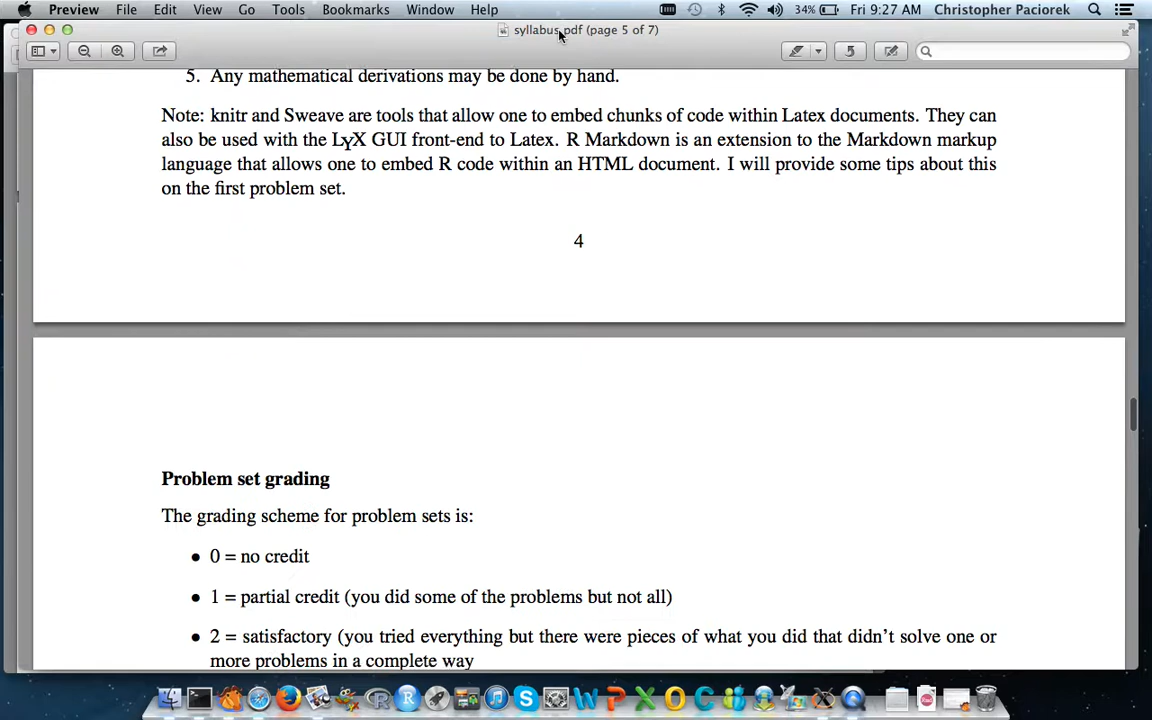 Preview File Edit View Go Tools Bookmarks Window Help 34% Fri 9:27 AM Christopher Paciorek
syllabus.pdf (page 5 of 7)
5. Any mathematical derivations may be done by hand.
Note: knitr and Sweave are tools that allow one to embed chunks of code within Latex documents. They can
also be used with the LyX GUI front-end to Latex. R Markdown is an extension to the Markdown markup
language that allows one to embed R code within an HTML document. I will provide some tips about this
on the first problem set.
4
Problem set grading
The grading scheme for problem sets is:
• 0 = no credit
• 1 = partial credit (you did some of the problems but not all)
• 2 = satisfactory (you tried everything but there were pieces of what you did that didn't solve one or
more problems in a complete way